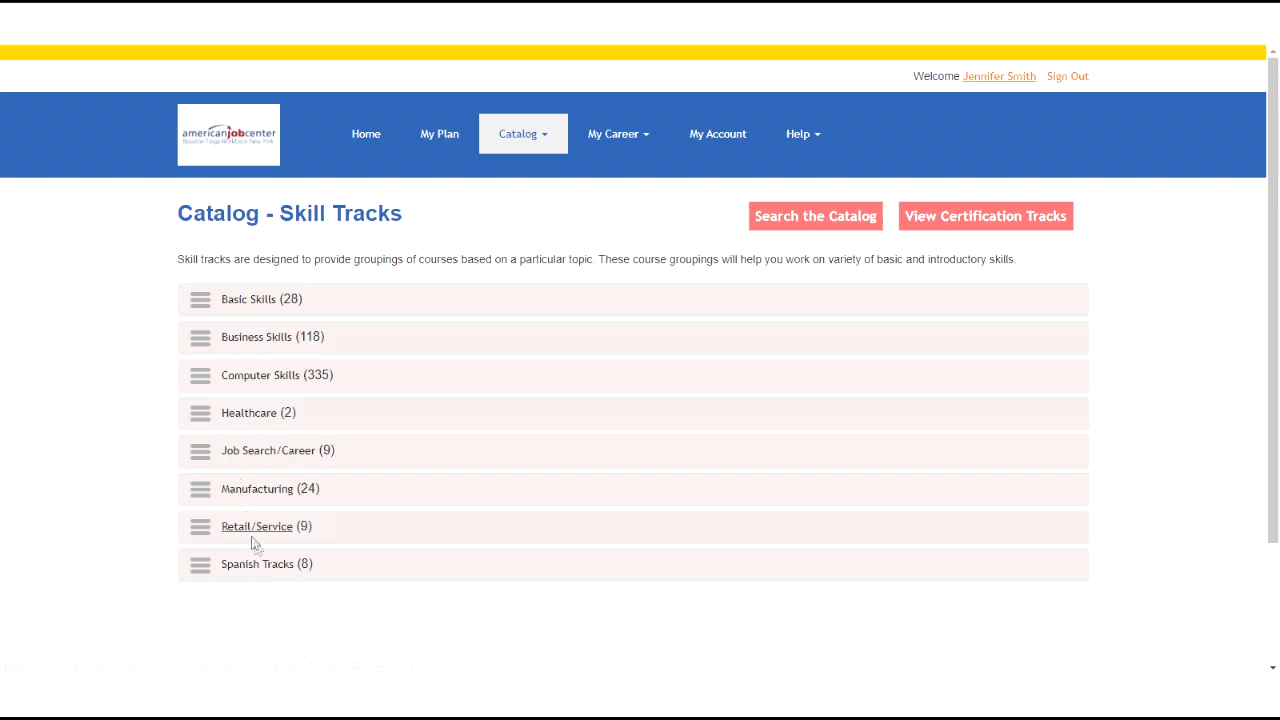 Welcome Jennifer Smith Sign Out
americanjobcenter
Home My Plan Catalog My Career My Account Help
Catalog - Skill Tracks
Search the Catalog View Certification Tracks
Skill tracks are designed to provide groupings of courses based on a particular topic. These course groupings will help you work on variety of basic and introductory skills.
Basic Skills (28)
Business Skills (118)
Computer Skills (335)
Healthcare (2)
Job Search/Career (9)
Manufacturing (24)
Retail/Service (9)
Spanish Tracks (8)